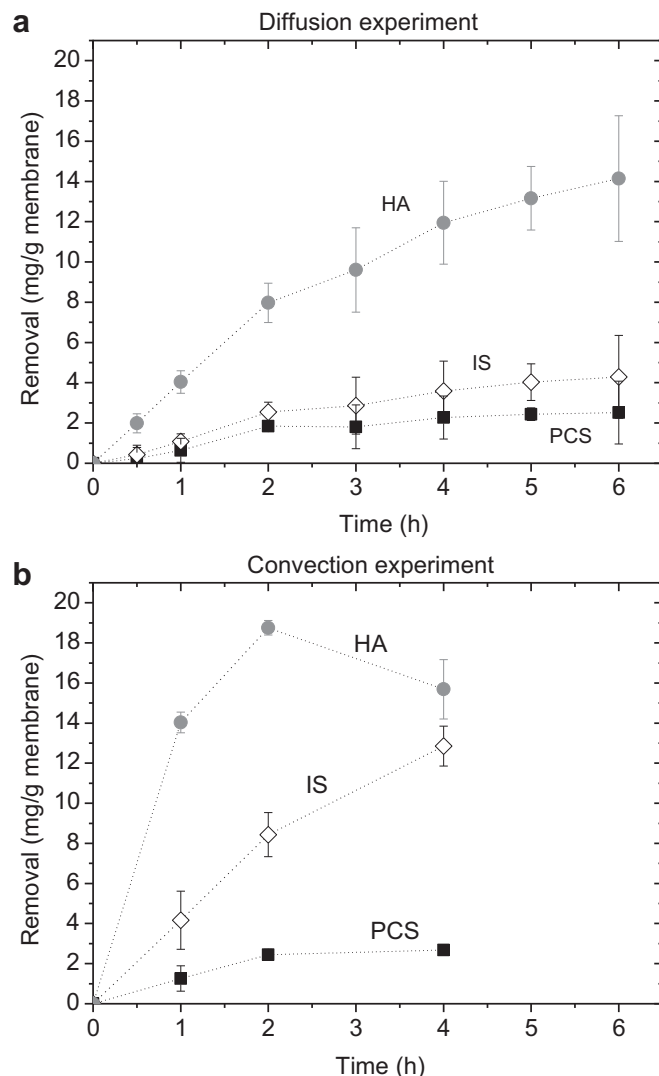 a
Diffusion experiment
20
18
16
14
12
10
8
6
4
2
0
Removal (mg/g membrane)
HA
IS
PCS
0 1 2 3 4 5 6
Time (h)
b
Convection experiment
20
18
16
14
12
10
8
6
4
2
0
Removal (mg/g membrane)
HA
IS
PCS
0 1 2 3 4 5 6
Time (h)